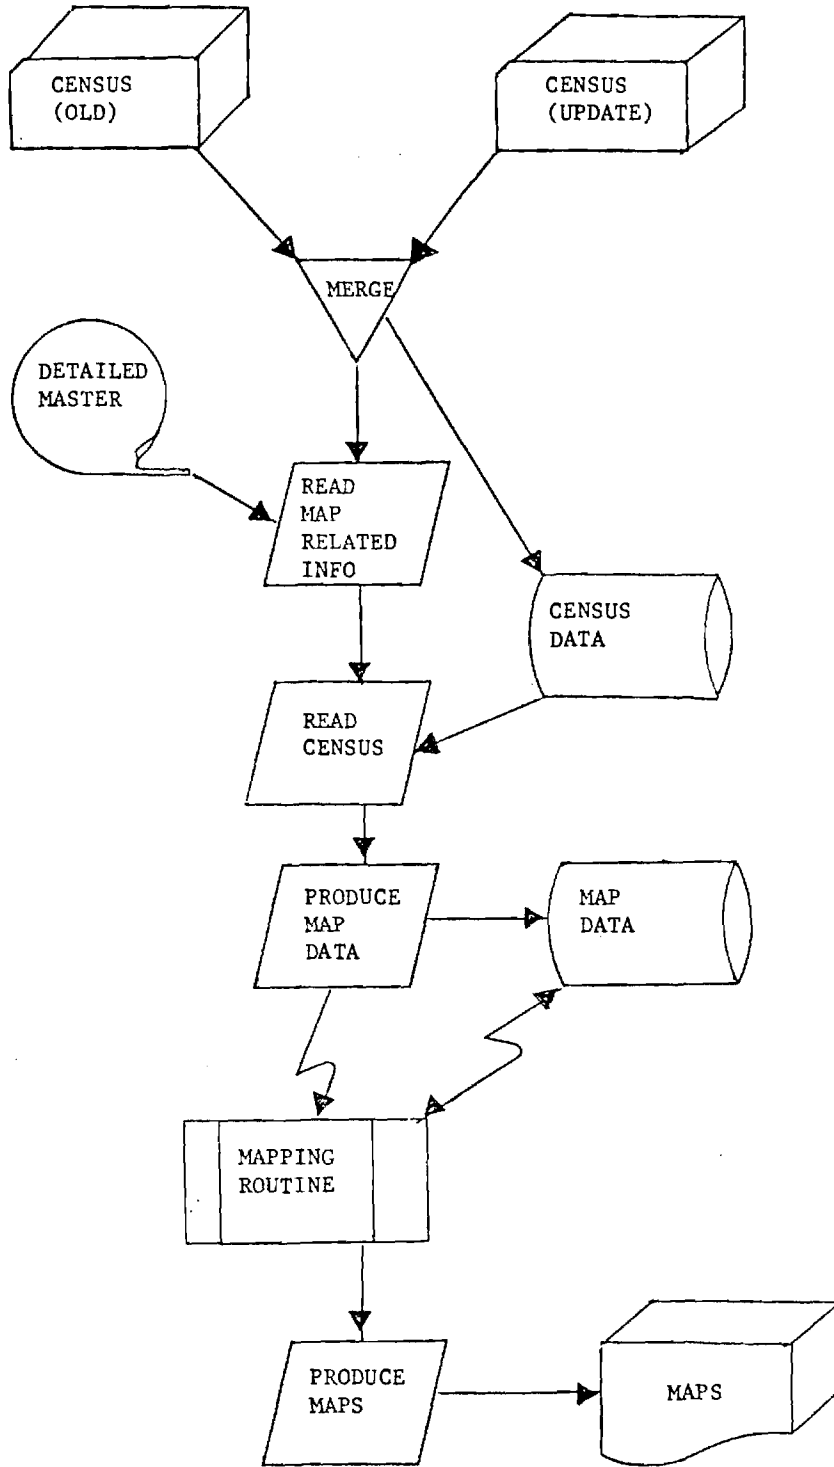 CENSUS
(OLD)
CENSUS
(UPDATE)
MERGE
DETAILED
MASTER
READ
MAP
RELATED
INFO
CENSUS
DATA
READ
CENSUS
PRODUCE
MAP
DATA
MAP
DATA
MAPPING
ROUTINE
PRODUCE
MAPS
MAPS